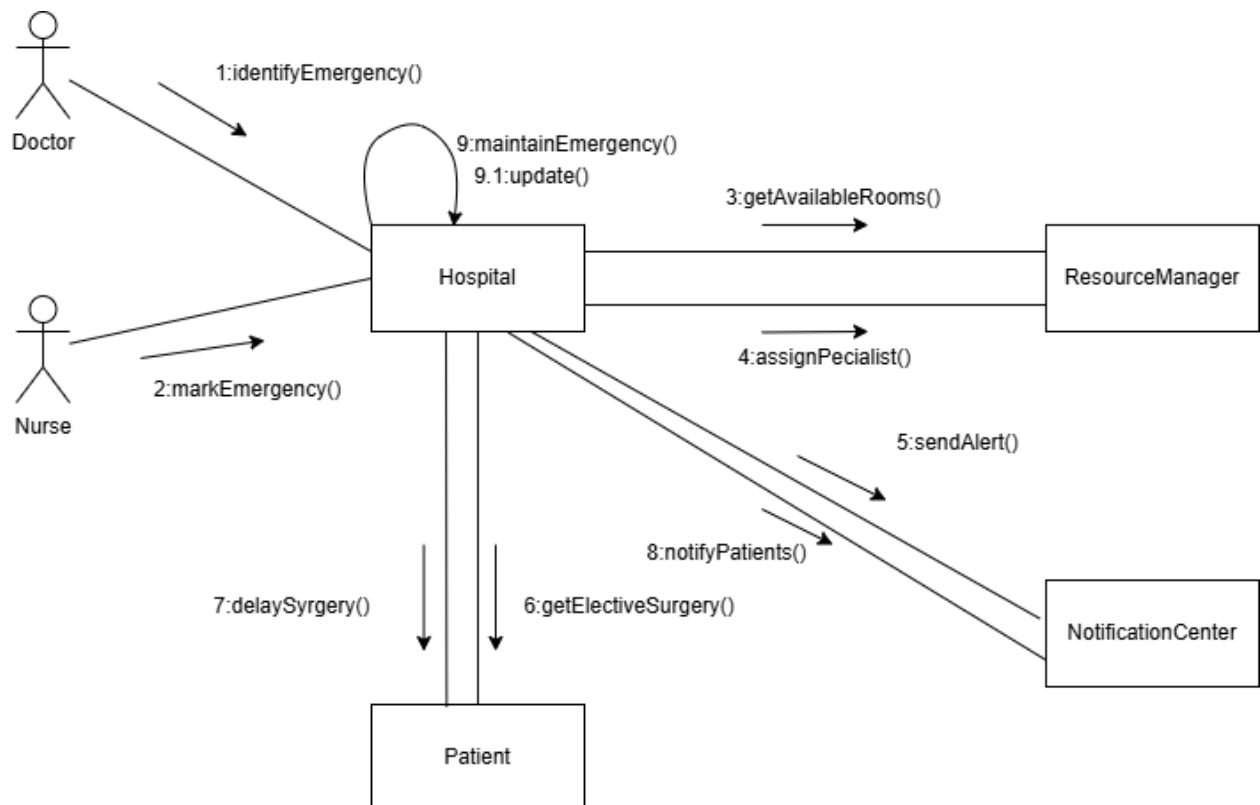 1:identifyEmergency()
Doctor
9:maintainEmergency()
9.1:update()
3:getAvailableRooms()
Hospital
ResourceManager
4:assignPecialist()
2:markEmergency()
Nurse
5:sendAlert()
8:notifyPatients()
7:delaySyrgery()
6:getElectiveSurgery()
NotificationCenter
Patient